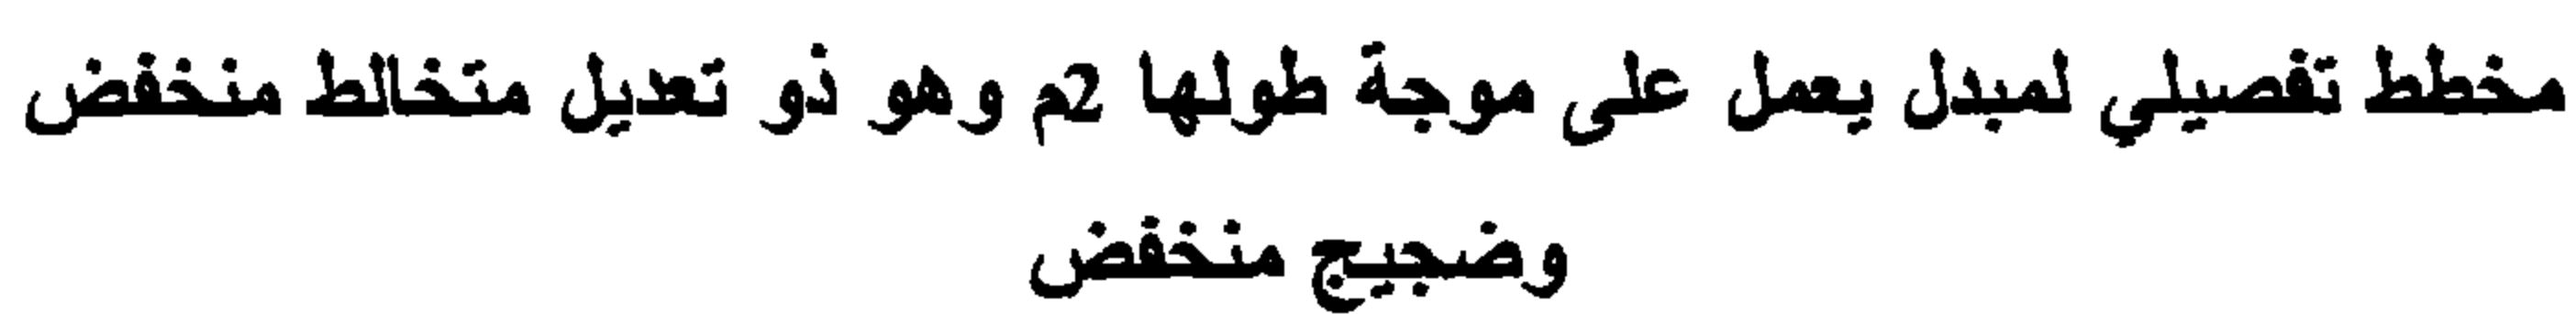 مخطط تفصيلي لمبدل يعمل على موجة طولها 2م وهو ذو تعديل متخالط منخفض
وضجيج منخفض